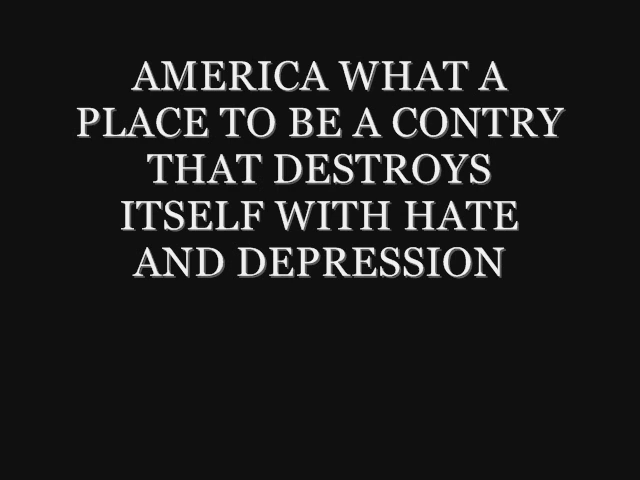 AMERICA WHAT A
PLACE TO BE A CONTRY
THAT DESTROYS
ITSELF WITH HATE
AND DEPRESSION